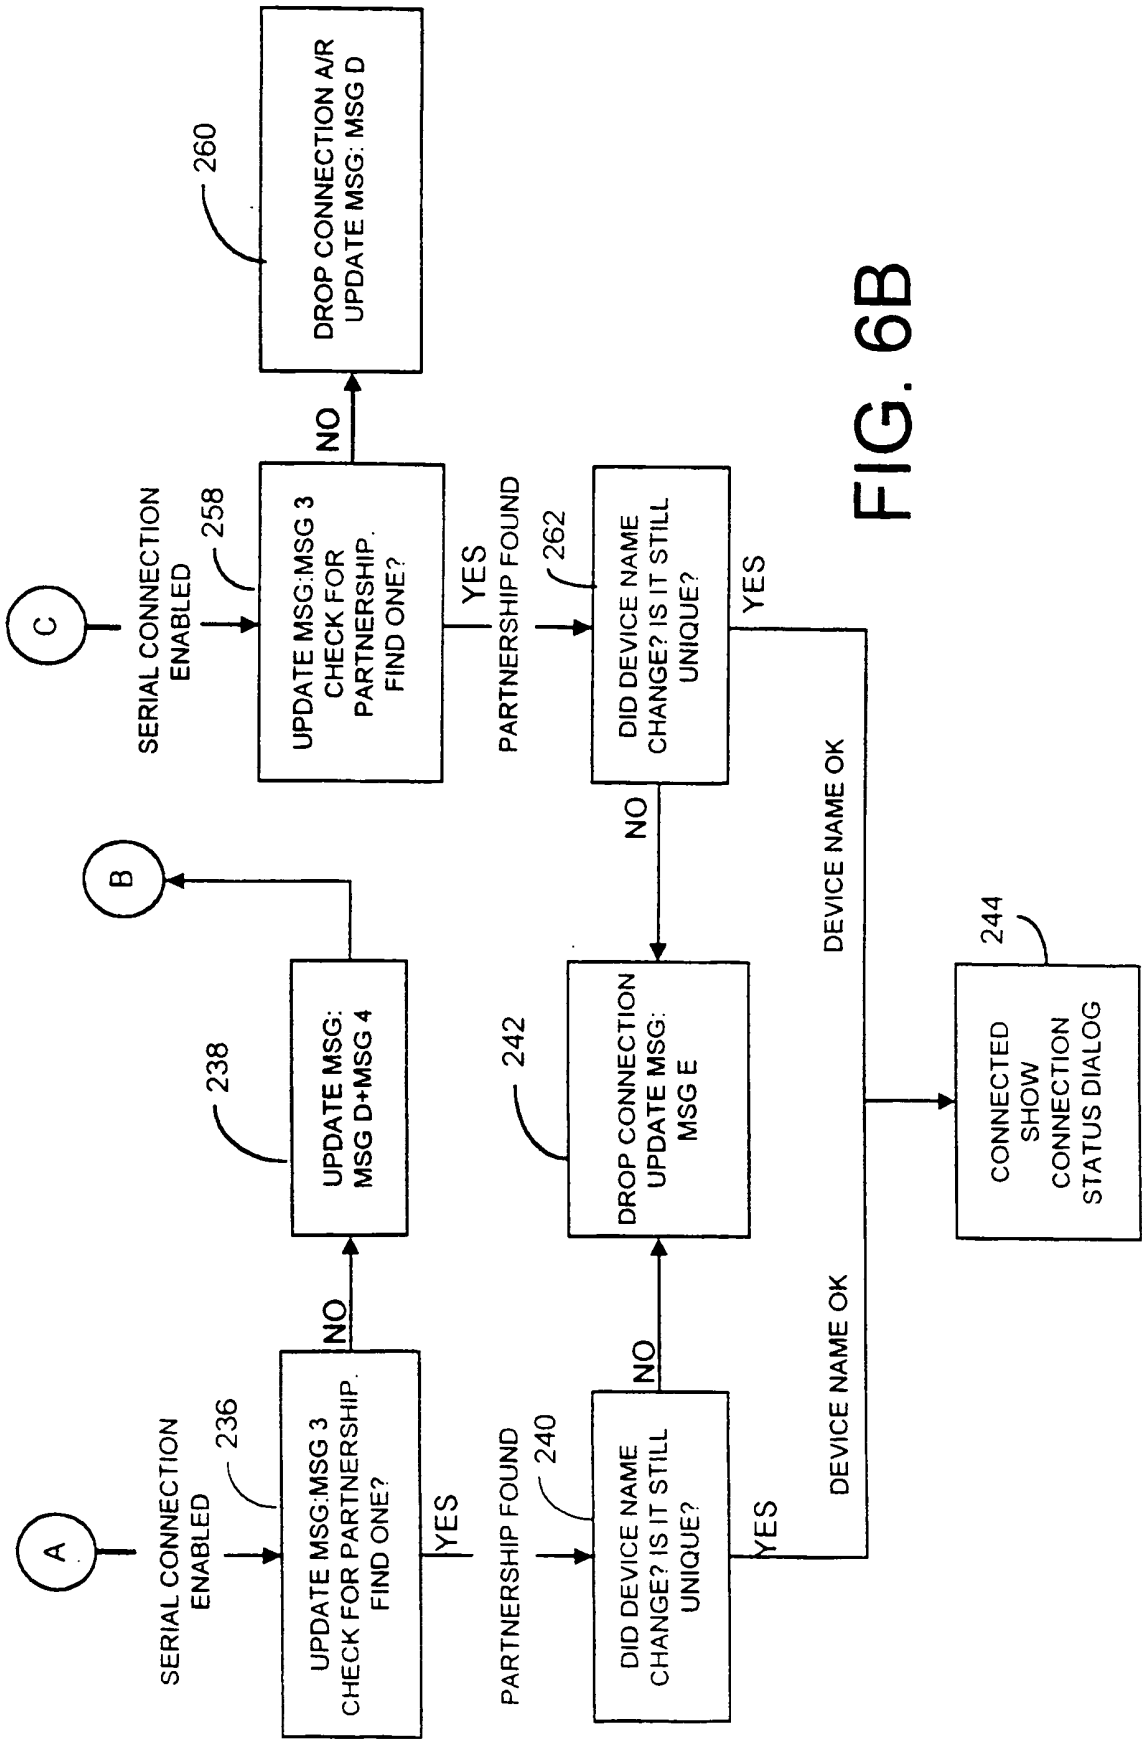 A
SERIAL CONNECTION
ENABLED
236
UPDATE MSG:MSG 3
CHECK FOR PARTNERSHIP.
FIND ONE?
NO
238
UPDATE MSG:
MSG D+MSG 4
B
YES
PARTNERSHIP FOUND
240
DID DEVICE NAME
CHANGE? IS IT STILL
UNIQUE?
NO
242
DROP CONNECTION
UPDATE MSG:
MSG E
YES
DEVICE NAME OK
C
SERIAL CONNECTION
ENABLED
258
UPDATE MSG:MSG 3
CHECK FOR
PARTNERSHIP.
FIND ONE?
NO
260
DROP CONNECTION A/R
UPDATE MSG: MSG D
YES
PARTNERSHIP FOUND
262
DID DEVICE NAME
CHANGE? IS IT STILL
UNIQUE?
NO
YES
DEVICE NAME OK
244
CONNECTED
SHOW
CONNECTION
STATUS DIALOG
FIG. 6B